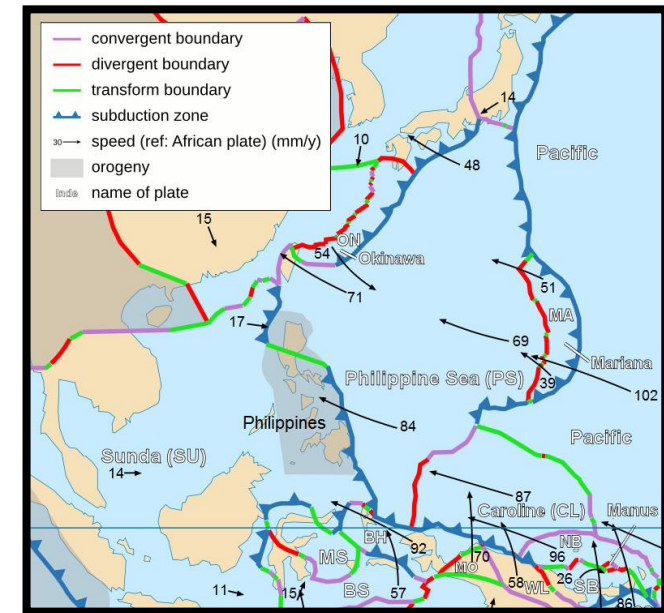 convergent boundary
divergent boundary
transform boundary
subduction zone
30 speed (ref: African plate) (mm/y)
orogeny
Inde name of plate
14
10
48
Pacific
15
ON
54
Okinawa
71
51
MA
17
69
Mariana
39
102
Philippine Sea (PS)
84
Philippines
Pacific
Sunda (SU)
14
87
Caroline (CL)
Manus
BH
92
NB
MS
MO
70
96
11
15
BS
57
58
WL
26
SB
86